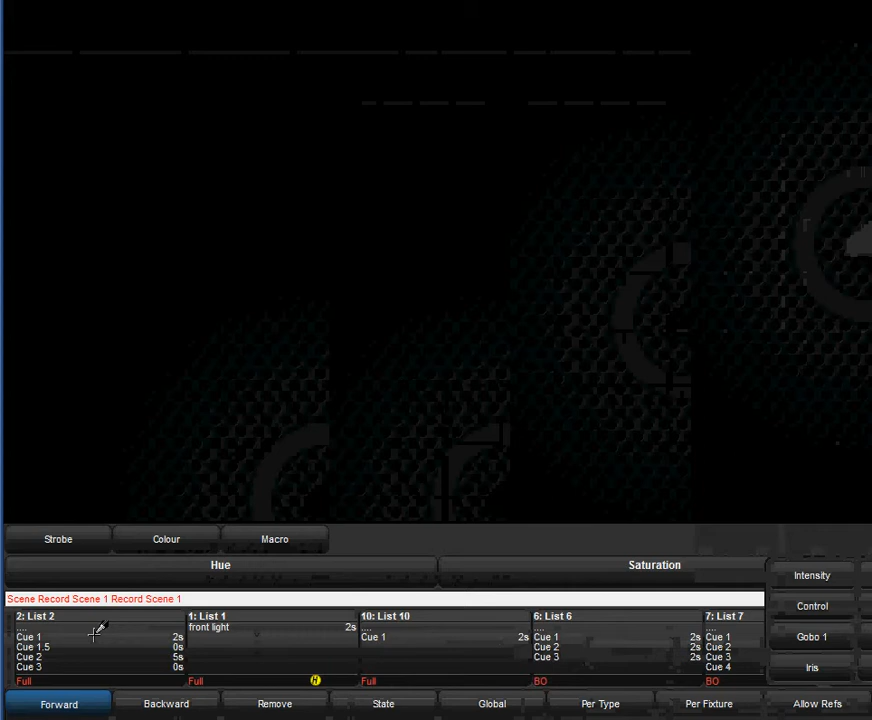 Strobe Colour Macro
Hue Saturation
Intensity
Scene Record Scene 1 Record Scene 1
Control
2: List 2 1: List 1 10: List 10 6: List 6 7: List 7
.... front light 2s .... .... ....
Cue 1 2s Cue 1 2s Cue 1 2s Cue 1
Gobo 1
Cue 1.5 0s Cue 2 2s Cue 2
Cue 2 5s Cue 3 2s Cue 3
Cue 3 0s Cue 4
Iris
Full Full H Full BO BO
Forward Backward Remove State Global Per Type Per Fixture Allow Refs